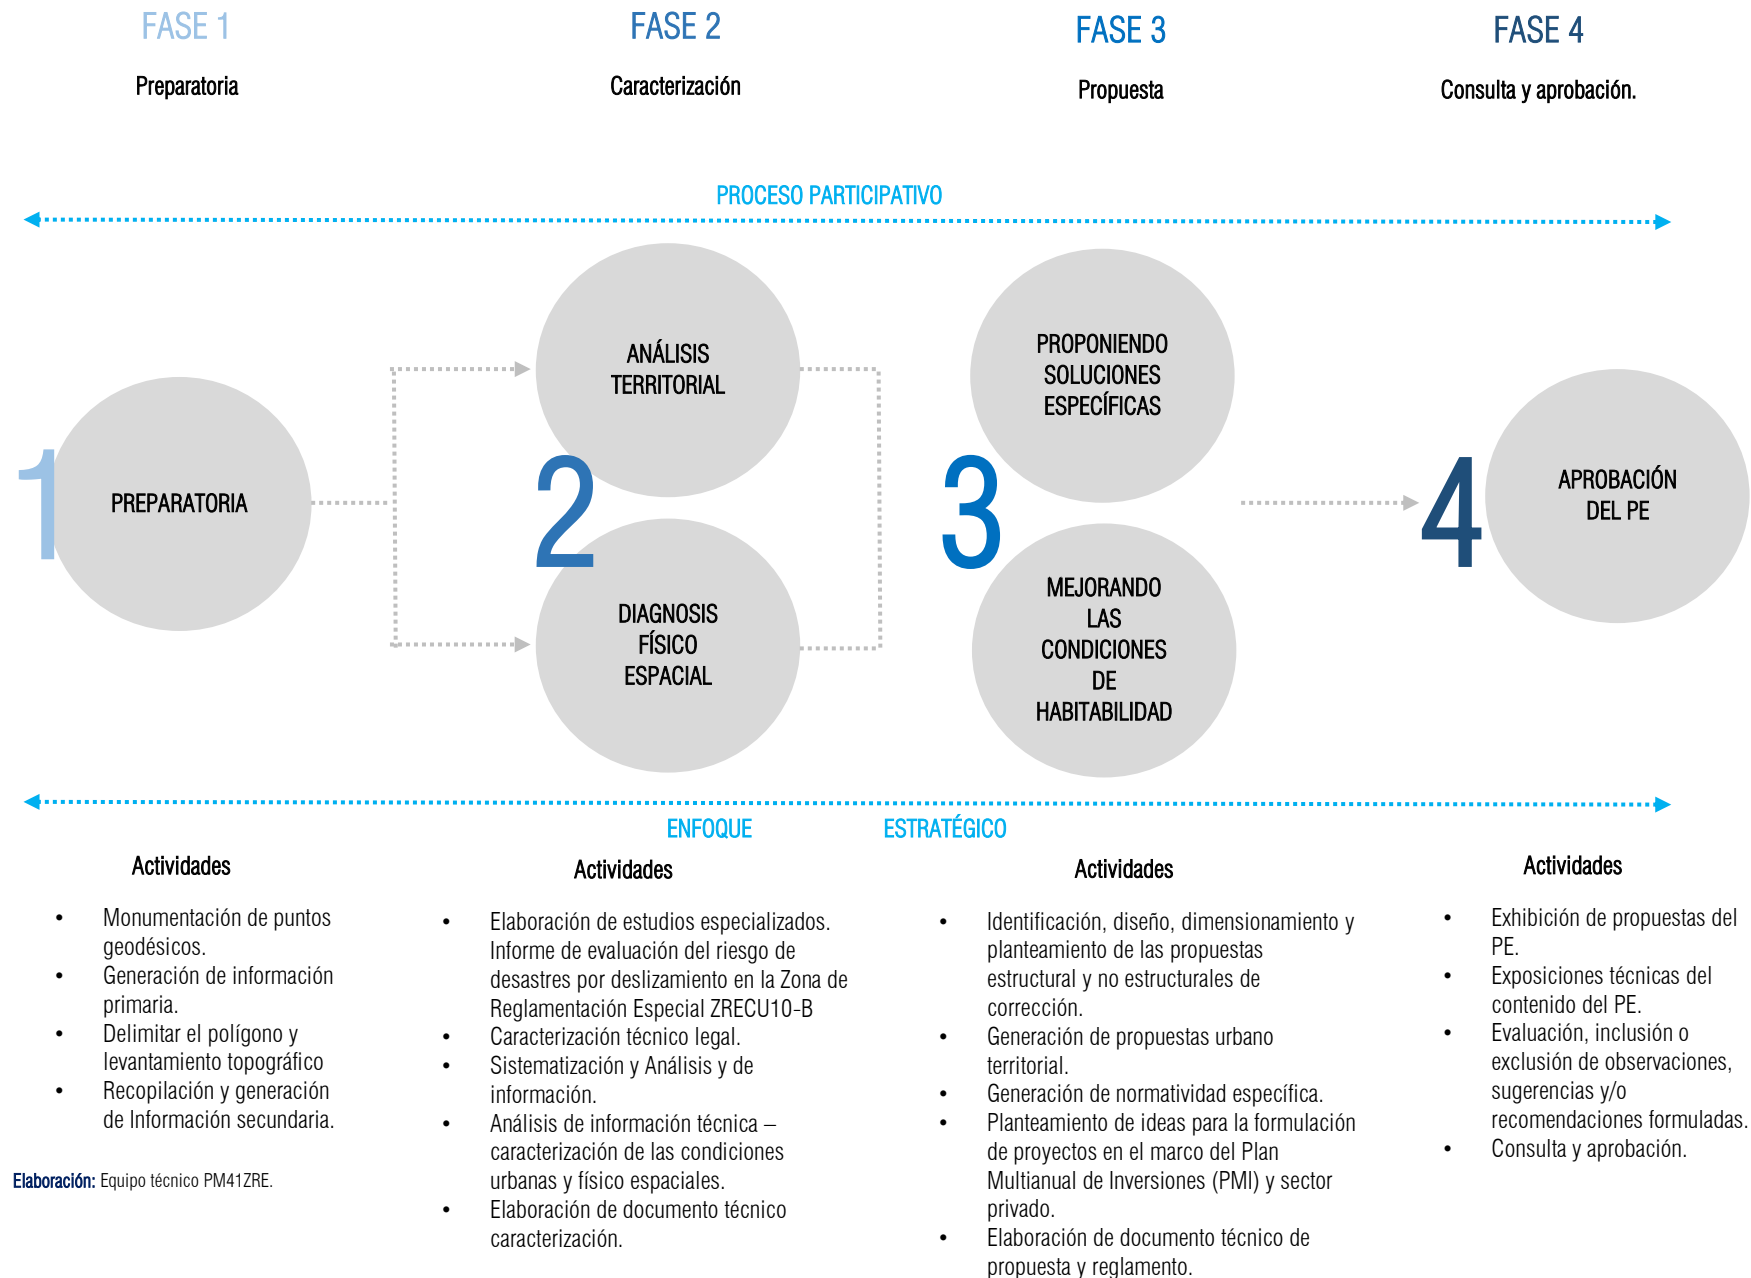 FASE 1
FASE 2
FASE 3
FASE 4
Preparatoria
Caracterización
Propuesta
Consulta y aprobación.
PROCESO PARTICIPATIVO
1
PREPARATORIA
2
ANÁLISIS
TERRITORIAL
DIAGNOSIS
FÍSICO
ESPACIAL
3
PROPONIENDO
SOLUCIONES
ESPECÍFICAS
MEJORANDO
LAS
CONDICIONES
DE
HABITABILIDAD
4
APROBACIÓN
DEL PE
ENFOQUE ESTRATÉGICO
Actividades
• Monumentación de puntos
geodésicos.
• Generación de información
primaria.
• Delimitar el polígono y
levantamiento topográfico
• Recopilación y generación
de Información secundaria.
Actividades
• Elaboración de estudios especializados.
Informe de evaluación del riesgo de
desastres por deslizamiento en la Zona de
Reglamentación Especial ZRECU10-B
• Caracterización técnico legal.
• Sistematización y Análisis y de
información.
• Análisis de información técnica –
caracterización de las condiciones
urbanas y físico espaciales.
• Elaboración de documento técnico
caracterización.
Actividades
• Identificación, diseño, dimensionamiento y
planteamiento de las propuestas
estructural y no estructurales de
corrección.
• Generación de propuestas urbano
territorial.
• Generación de normatividad específica.
• Planteamiento de ideas para la formulación
de proyectos en el marco del Plan
Multianual de Inversiones (PMI) y sector
privado.
• Elaboración de documento técnico de
propuesta y reglamento.
Actividades
• Exhibición de propuestas del
PE.
• Exposiciones técnicas del
contenido del PE.
• Evaluación, inclusión o
exclusión de observaciones,
sugerencias y/o
recomendaciones formuladas.
• Consulta y aprobación.
Elaboración: Equipo técnico PM41ZRE.